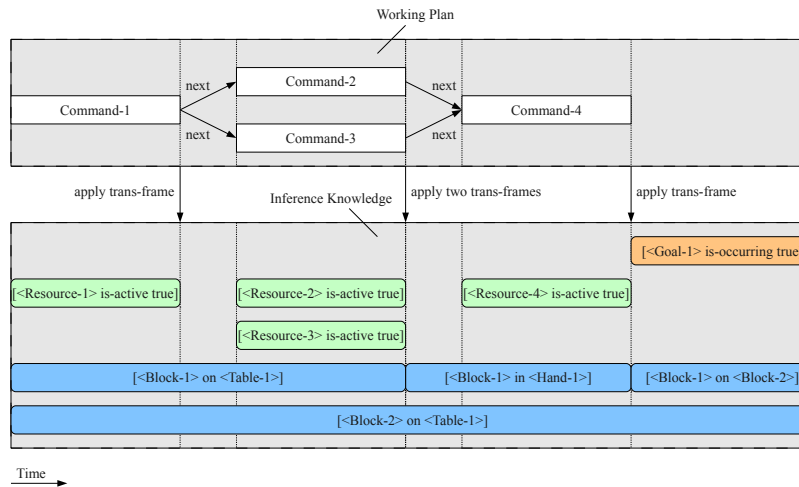 Working Plan
next
Command-2
next
Command-1
Command-4
next
Command-3
next
apply trans-frame
apply two trans-frames
apply trans-frame
Inference Knowledge
[<Goal-1> is-occurring true]
[<Resource-1> is-active true]
[<Resource-2> is-active true]
[<Resource-4> is-active true]
[<Resource-3> is-active true]
[<Block-1> on <Table-1>]
[<Block-1> in <Hand-1>]
[<Block-1> on <Block-2>]
[<Block-2> on <Table-1>]
Time